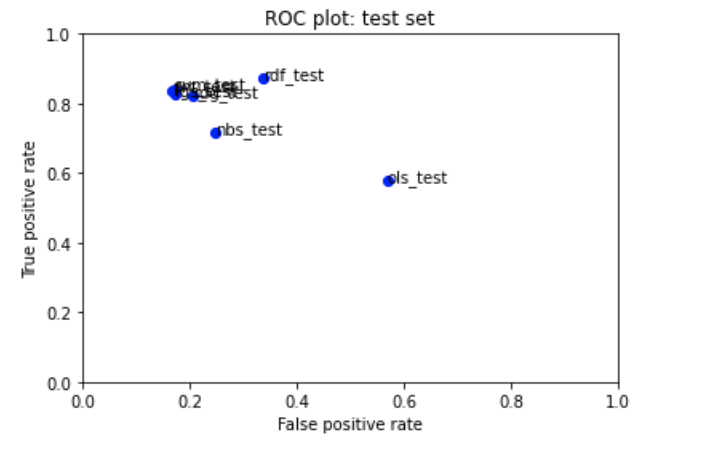 ROC plot: test set
1.0
0.8
0.6
0.4
0.2
0.0
True positive rate
rdf_test
nbs_test
ols_test
0.0
0.2
0.4
0.6
0.8
1.0
False positive rate